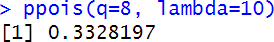 > ppois(q=8, lambda=10)
[1] 0.3328197